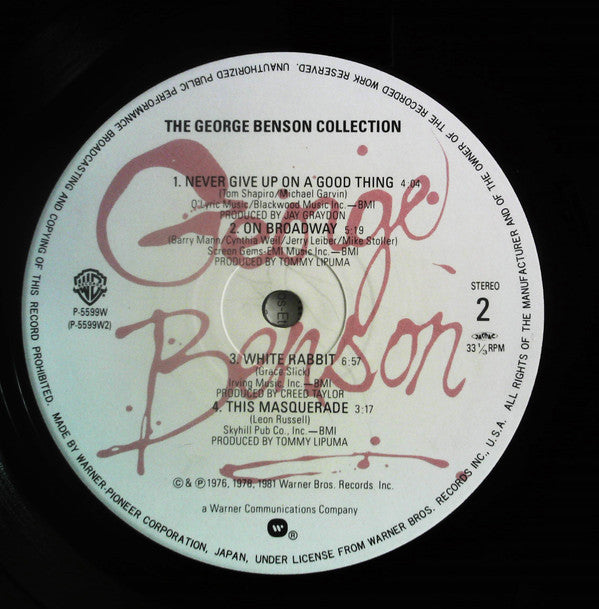 THE GEORGE BENSON COLLECTION
1. NEVER GIVE UP ON A GOOD THING 4:04
(Tom Shapiro/Michael Garvin)
O'Lyric Music/Blackwood Music Inc.—BMI
PRODUCED BY JAY GRAYDON
2. ON BROADWAY 5:19
(Barry Mann/Cynthia Weil/Jerry Leiber/Mike Stoller)
Screen Gems-EMI Music Inc.—BMI
PRODUCED BY TOMMY LIPUMA
George
Benson
W
P-5599W
(P-5599W2)
STEREO
2
33 1/3 RPM
3. WHITE RABBIT 6:57
(Grace Slick)
Irving Music, Inc.—BMI
PRODUCED BY CREED TAYLOR
4. THIS MASQUERADE 3:17
(Leon Russell)
Skyhill Pub Co., Inc.—BMI
PRODUCED BY TOMMY LIPUMA
© & ℗ 1976, 1978, 1981 Warner Bros. Records Inc.
a Warner Communications Company
W ®
MADE BY WARNER-PIONEER CORPORATION, JAPAN, UNDER LICENSE FROM WARNER BROS. RECORDS INC., U.S.A. ALL RIGHTS OF THE MANUFACTURER AND OF THE OWNER OF THE RECORDED WORK RESERVED. UNAUTHORIZED PUBLIC PERFORMANCE BROADCASTING AND COPYING OF THIS RECORD PROHIBITED.